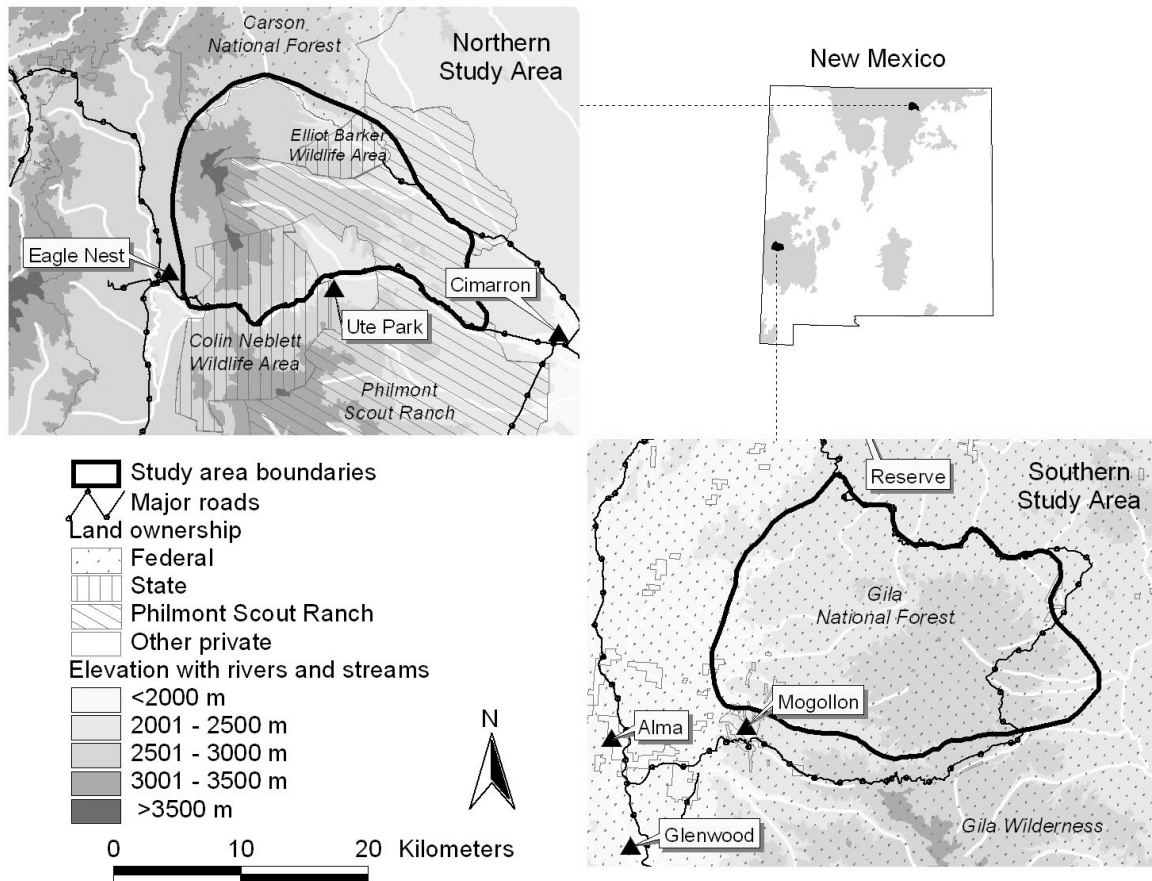 Carson
National Forest
Northern
Study Area
Elliot Barker
Wildlife Area
Eagle Nest
Cimarron
Ute Park
Colin Neblett
Wildlife Area
Philmont
Scout Ranch
New Mexico
Study area boundaries
Major roads
Land ownership
Federal
State
Philmont Scout Ranch
Other private
Elevation with rivers and streams
<2000 m
2001 - 2500 m
2501 - 3000 m
3001 - 3500 m
>3500 m
N
0 10 20 Kilometers
Reserve
Southern
Study Area
Gila
National Forest
Mogollon
Alma
Glenwood
Gila Wilderness